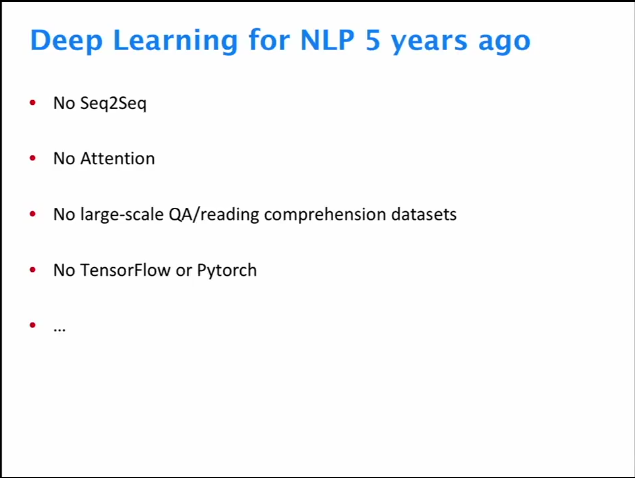 Deep Learning for NLP 5 years ago
• No Seq2Seq
• No Attention
• No large-scale QA/reading comprehension datasets
• No TensorFlow or Pytorch
• ...